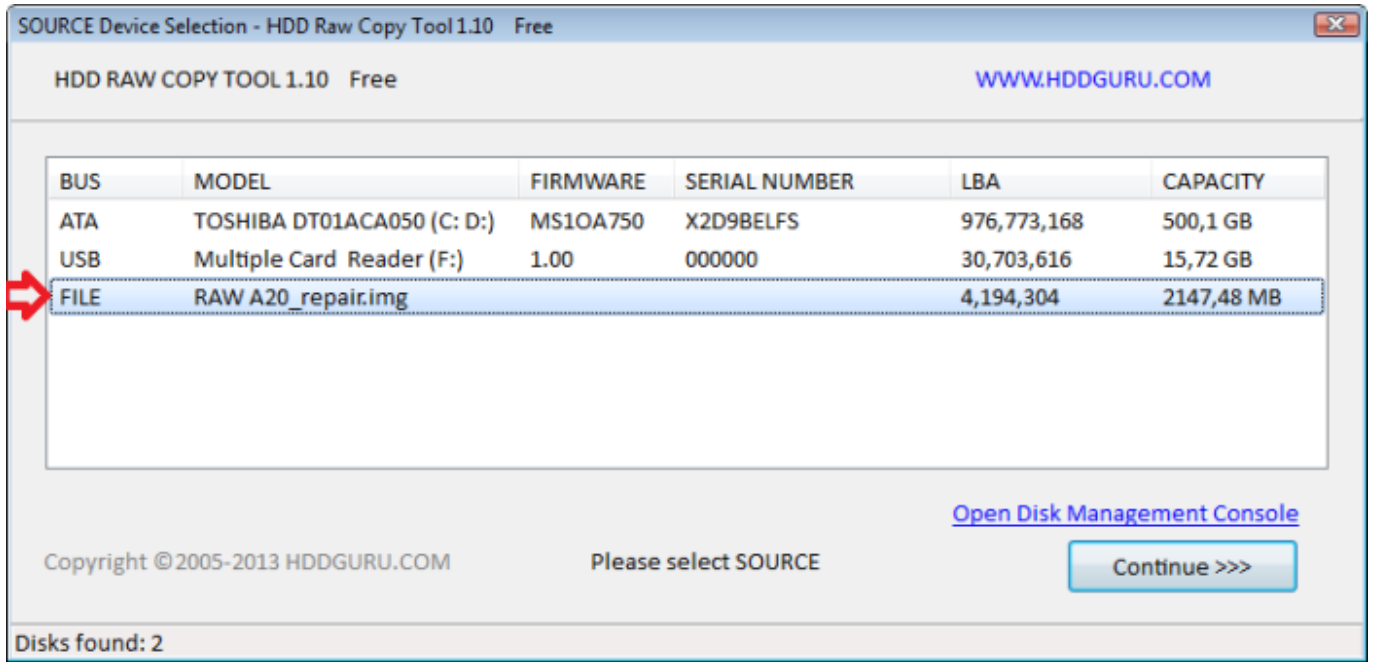 SOURCE Device Selection - HDD Raw Copy Tool 1.10 Free
HDD RAW COPY TOOL 1.10 Free WWW.HDDGURU.COM
BUS MODEL FIRMWARE SERIAL NUMBER LBA CAPACITY
ATA TOSHIBA DT01ACA050 (C: D:) MS1OA750 X2D9BELFS 976,773,168 500,1 GB
USB Multiple Card Reader (F:) 1.00 000000 30,703,616 15,72 GB
FILE RAW A20_repair.img 4,194,304 2147,48 MB
Open Disk Management Console
Copyright ©2005-2013 HDDGURU.COM Please select SOURCE Continue >>>
Disks found: 2